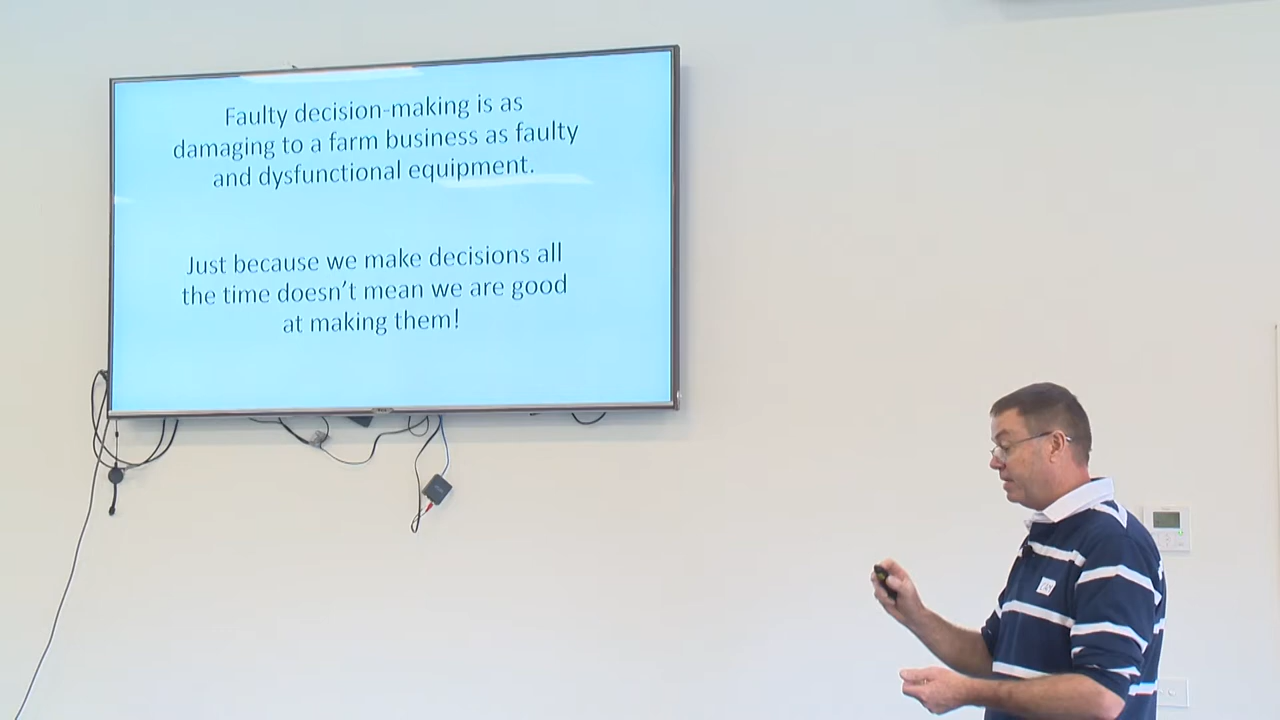 Faulty decision-making is as
damaging to a farm business as faulty
and dysfunctional equipment.
Just because we make decisions all
the time doesn't mean we are good
at making them!